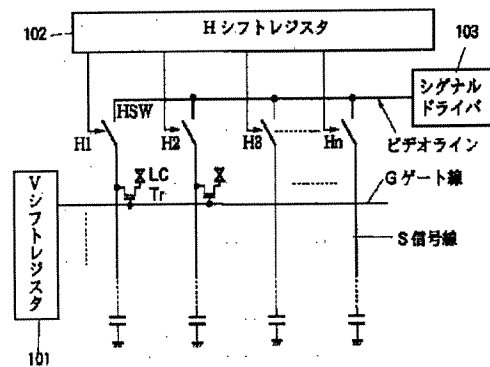 102
Hシフトレジスタ
103
シグナル
ドライバ
HSW
H1
H2
H3
Hn
ビデオライン
LC
Tr
Gゲート線
Vシフトレジスタ
S信号線
101